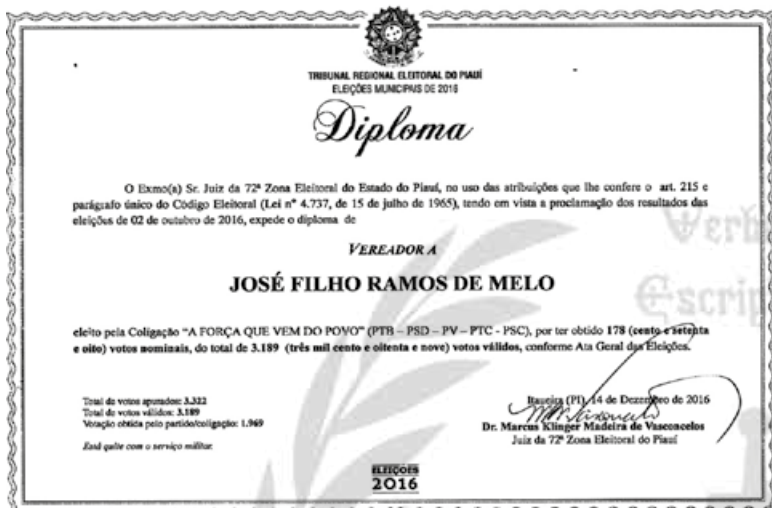 TRIBUNAL REGIONAL ELEITORAL DO PIAUÍ
ELEIÇÕES MUNICIPAIS DE 2016
Diploma
O Exmo(a) Sr. Juiz da 72ª Zona Eleitoral do Estado do Piauí, no uso das atribuições que lhe confere o art. 215 e
parágrafo único do Código Eleitoral (Lei nº 4.737, de 15 de julho de 1965), tendo em vista a proclamação dos resultados das
eleições de 02 de outubro de 2016, expede o diploma de
VEREADOR A
JOSÉ FILHO RAMOS DE MELO
eleito pela Coligação "A FORÇA QUE VEM DO POVO" (PTB – PSD – PV – PTC - PSC), por ter obtido 178 (cento e setenta
e oito) votos nominais, do total de 3.189 (três mil cento e oitenta e nove) votos válidos, conforme Ata Geral das Eleições.
Total de votos apurados: 3.322
Total de votos válidos: 3.189
Votação obtida pelo partido/coligação: 1.969
Está quite com o serviço militar.
Itaueira (PI), 14 de Dezembro de 2016
Dr. Marcus Klinger Madeira de Vasconcelos
Juiz da 72ª Zona Eleitoral do Piauí
ELEIÇÕES
2016